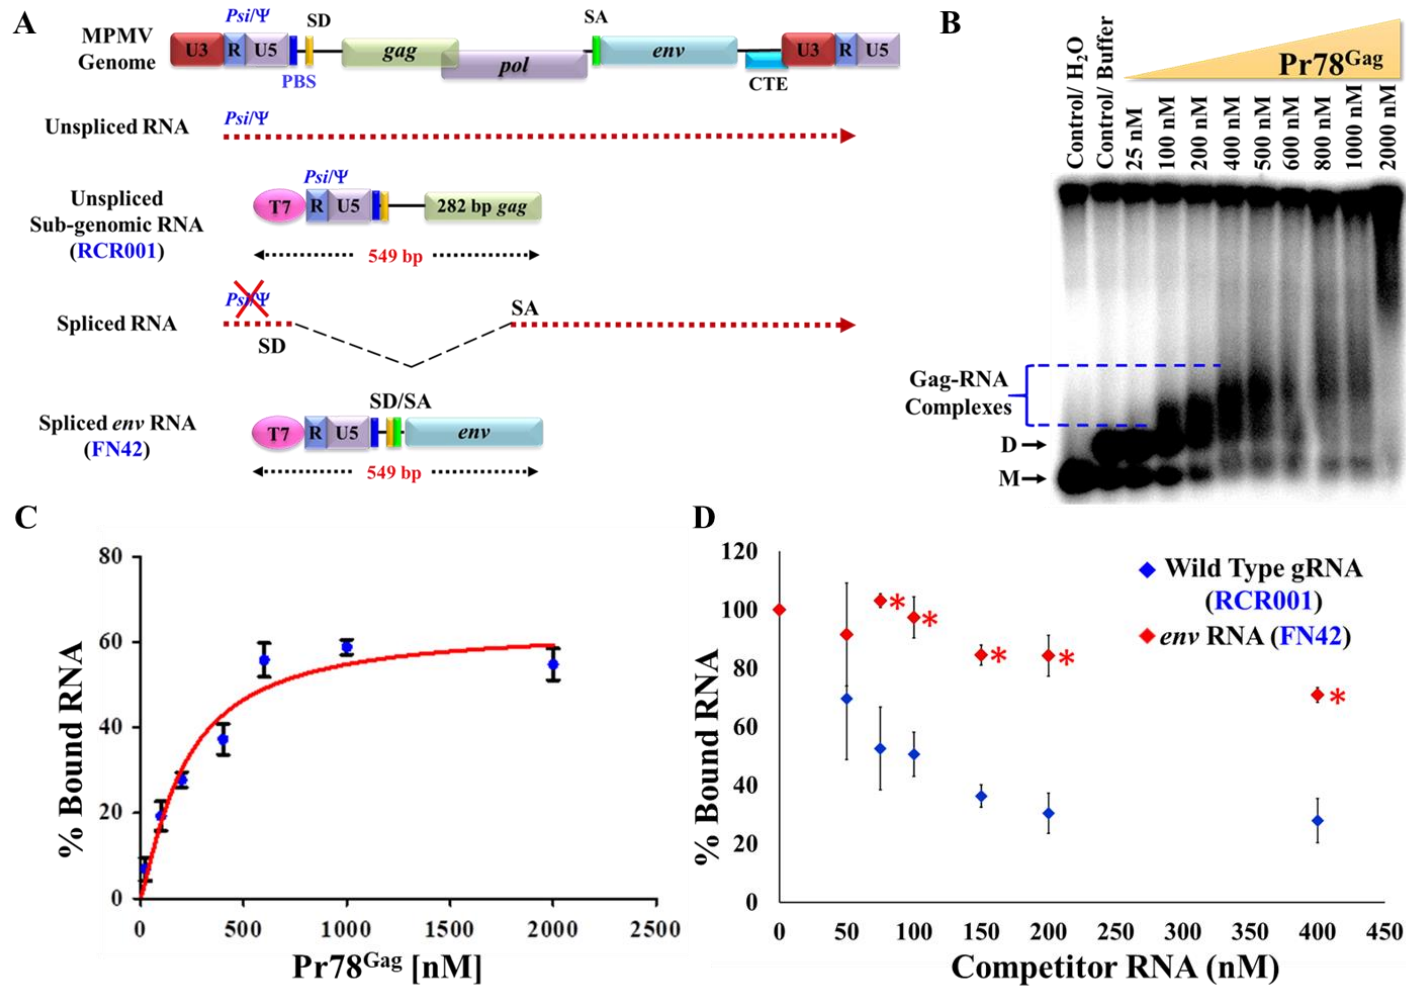 A
MPMV
Genome
Psi/Ψ
SD
SA
U3 R U5 gag pol env U3 R U5
PBS
CTE
Unspliced RNA
Psi/Ψ
Unspliced
Sub-genomic RNA
(RCR001)
Psi/Ψ
T7 R U5 282 bp gag
549 bp
Spliced RNA
Psi/Ψ
SD
SA
Spliced env RNA
(FN42)
SD/SA
T7 R U5 env
549 bp
B
Pr78Gag
Control/ H₂O
Control/ Buffer
25 nM
100 nM
200 nM
400 nM
500 nM
600 nM
800 nM
1000 nM
2000 nM
Gag-RNA
Complexes
D
M
C
% Bound RNA
80
60
40
20
0
0 500 1000 1500 2000 2500
Pr78Gag [nM]
D
% Bound RNA
120
100
80
60
40
20
0
Wild Type gRNA
(RCR001)
env RNA (FN42)
*
*
*
*
*
0 50 100 150 200 250 300 350 400 450
Competitor RNA (nM)